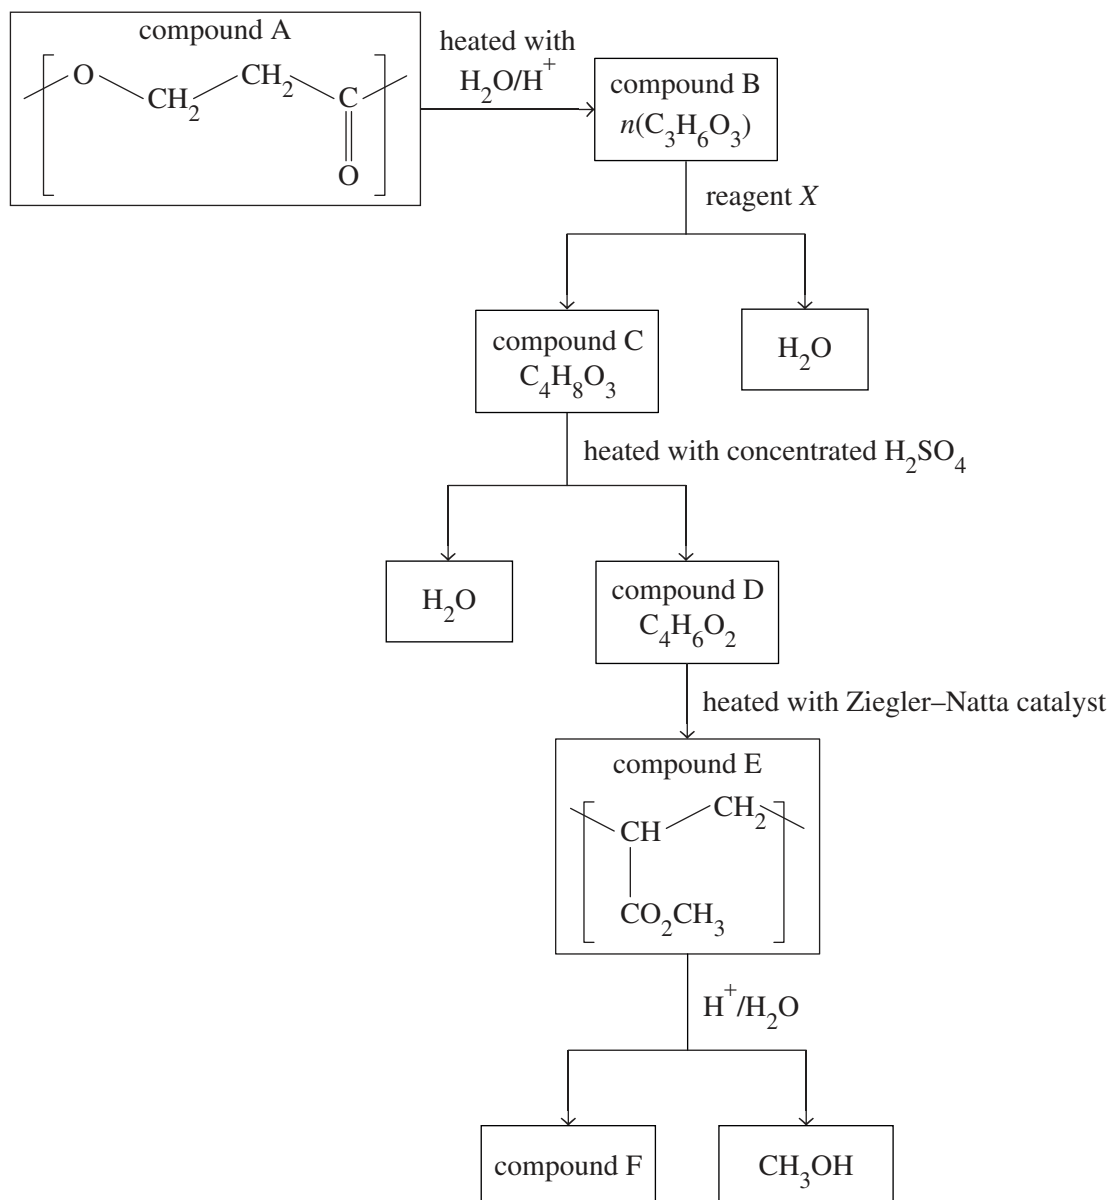 compound A
O
CH₂
CH₂
C
O
heated with
H₂O/H⁺
compound B
n(C₃H₆O₃)
reagent X
compound C
C₄H₈O₃
H₂O
heated with concentrated H₂SO₄
H₂O
compound D
C₄H₆O₂
heated with Ziegler–Natta catalyst
compound E
CH₂
CH
CO₂CH₃
H⁺/H₂O
compound F
CH₃OH